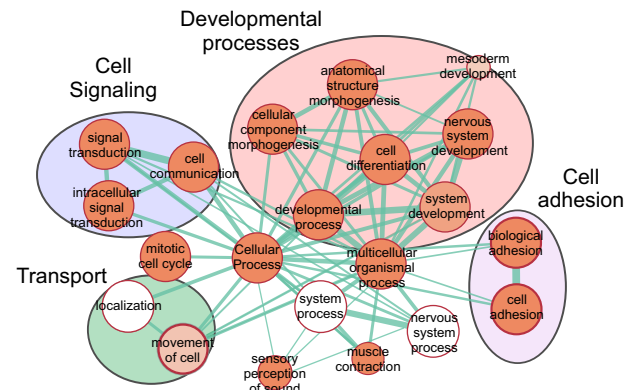 Developmental
processes
Cell
Signaling
mesoderm
development
anatomical
structure
morphogenesis
cellular
component
morphogenesis
nervous
system
development
signal
transduction
cell
communication
cell
differentiation
intracellular
signal
transduction
developmental
process
system
development
Cell
adhesion
biological
adhesion
mitotic
cell cycle
Cellular
Process
multicellular
organismal
process
Transport
localization
system
process
cell
adhesion
nervous
system
process
movement
of cell
muscle
contraction
sensory
perception
of sound